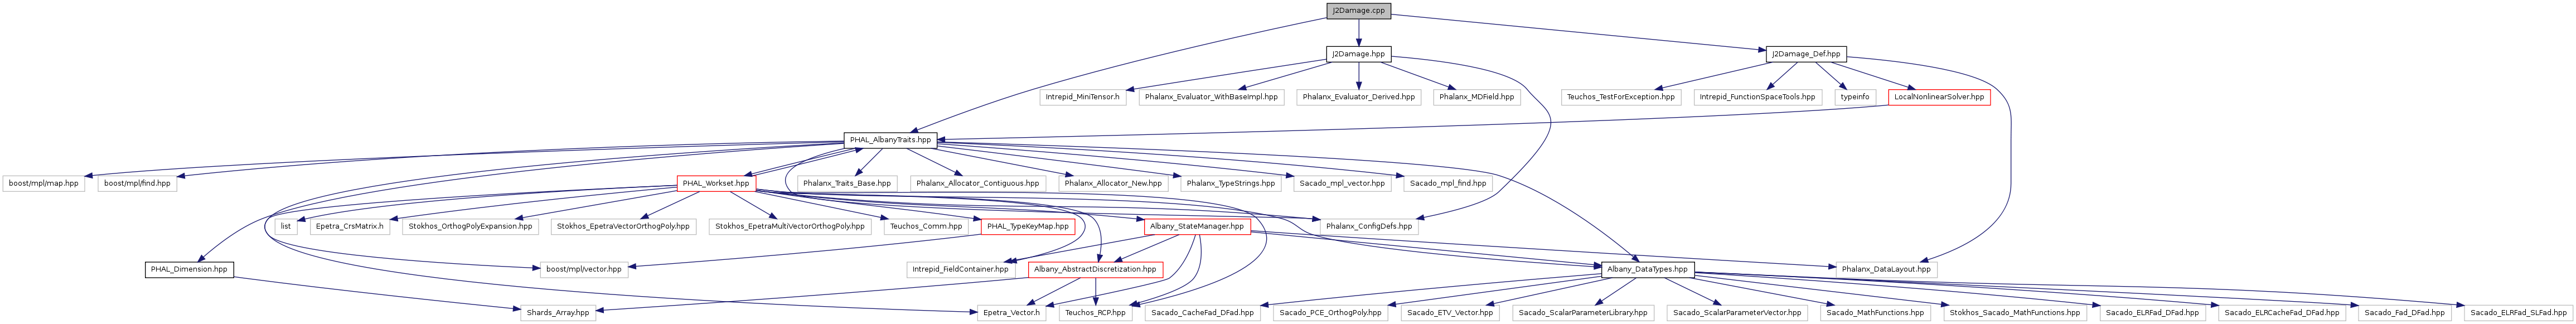 J2Damage.cpp
J2Damage.hpp
J2Damage_Def.hpp
Intrepid_MiniTensor.h
Phalanx_Evaluator_WithBaseImpl.hpp
Phalanx_Evaluator_Derived.hpp
Phalanx_MDField.hpp
Teuchos_TestForException.hpp
Intrepid_FunctionSpaceTools.hpp
typeinfo
LocalNonlinearSolver.hpp
PHAL_AlbanyTraits.hpp
boost/mpl/map.hpp
boost/mpl/find.hpp
PHAL_Workset.hpp
Phalanx_Traits_Base.hpp
Phalanx_Allocator_Contiguous.hpp
Phalanx_Allocator_New.hpp
Phalanx_TypeStrings.hpp
Sacado_mpl_vector.hpp
Sacado_mpl_find.hpp
list
Epetra_CrsMatrix.h
Stokhos_OrthogPolyExpansion.hpp
Stokhos_EpetraVectorOrthogPoly.hpp
Stokhos_EpetraMultiVectorOrthogPoly.hpp
Teuchos_Comm.hpp
PHAL_TypeKeyMap.hpp
Albany_StateManager.hpp
Phalanx_ConfigDefs.hpp
PHAL_Dimension.hpp
boost/mpl/vector.hpp
Intrepid_FieldContainer.hpp
Albany_AbstractDiscretization.hpp
Albany_DataTypes.hpp
Phalanx_DataLayout.hpp
Shards_Array.hpp
Epetra_Vector.h
Teuchos_RCP.hpp
Sacado_CacheFad_DFad.hpp
Sacado_PCE_OrthogPoly.hpp
Sacado_ETV_Vector.hpp
Sacado_ScalarParameterLibrary.hpp
Sacado_ScalarParameterVector.hpp
Sacado_MathFunctions.hpp
Stokhos_Sacado_MathFunctions.hpp
Sacado_ELRFad_DFad.hpp
Sacado_ELRCacheFad_DFad.hpp
Sacado_Fad_DFad.hpp
Sacado_ELRFad_SLFad.hpp